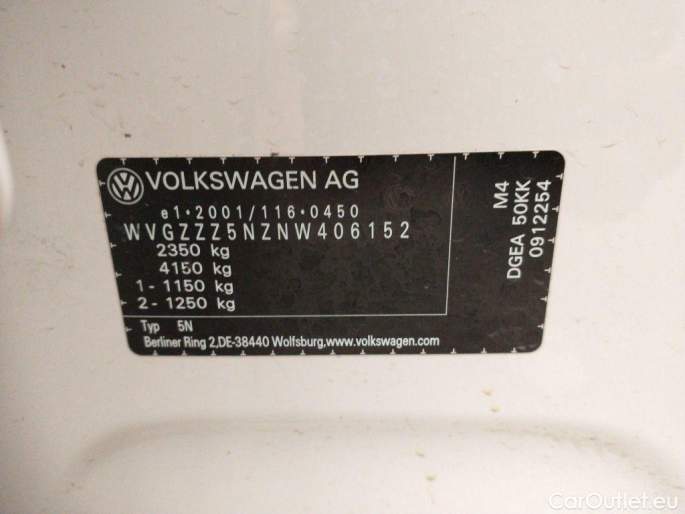 VOLKSWAGEN AG
e1*2001/116*0450
WVGZZZ5NZNW406152
2350 kg
4150 kg
1 - 1150 kg
2 - 1250 kg
Typ 5N
Berliner Ring 2,DE-38440 Wolfsburg,www.volkswagen.com
M4
DGEA 50KK
0912254
CarOutlet.eu